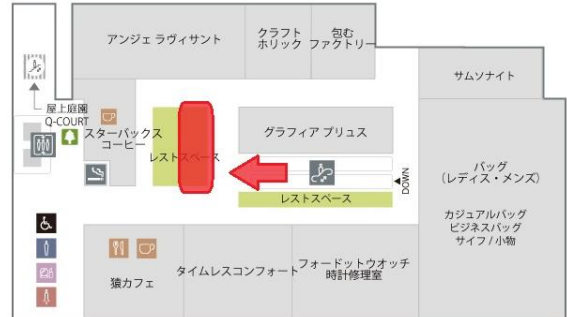 アンジェ ラヴィサント
クラフト
ホリック
包む
ファクトリー
サムソナイト
屋上庭園
Q-COURT
スターバックス
コーヒー
レストスペース
グラフィア プリュス
DOWN
レストスペース
バッグ
(レディス・メンズ)
カジュアルバッグ
ビジネスバッグ
サイフ / 小物
猿カフェ
タイムレスコンフォート
フォードットウオッチ
時計修理室